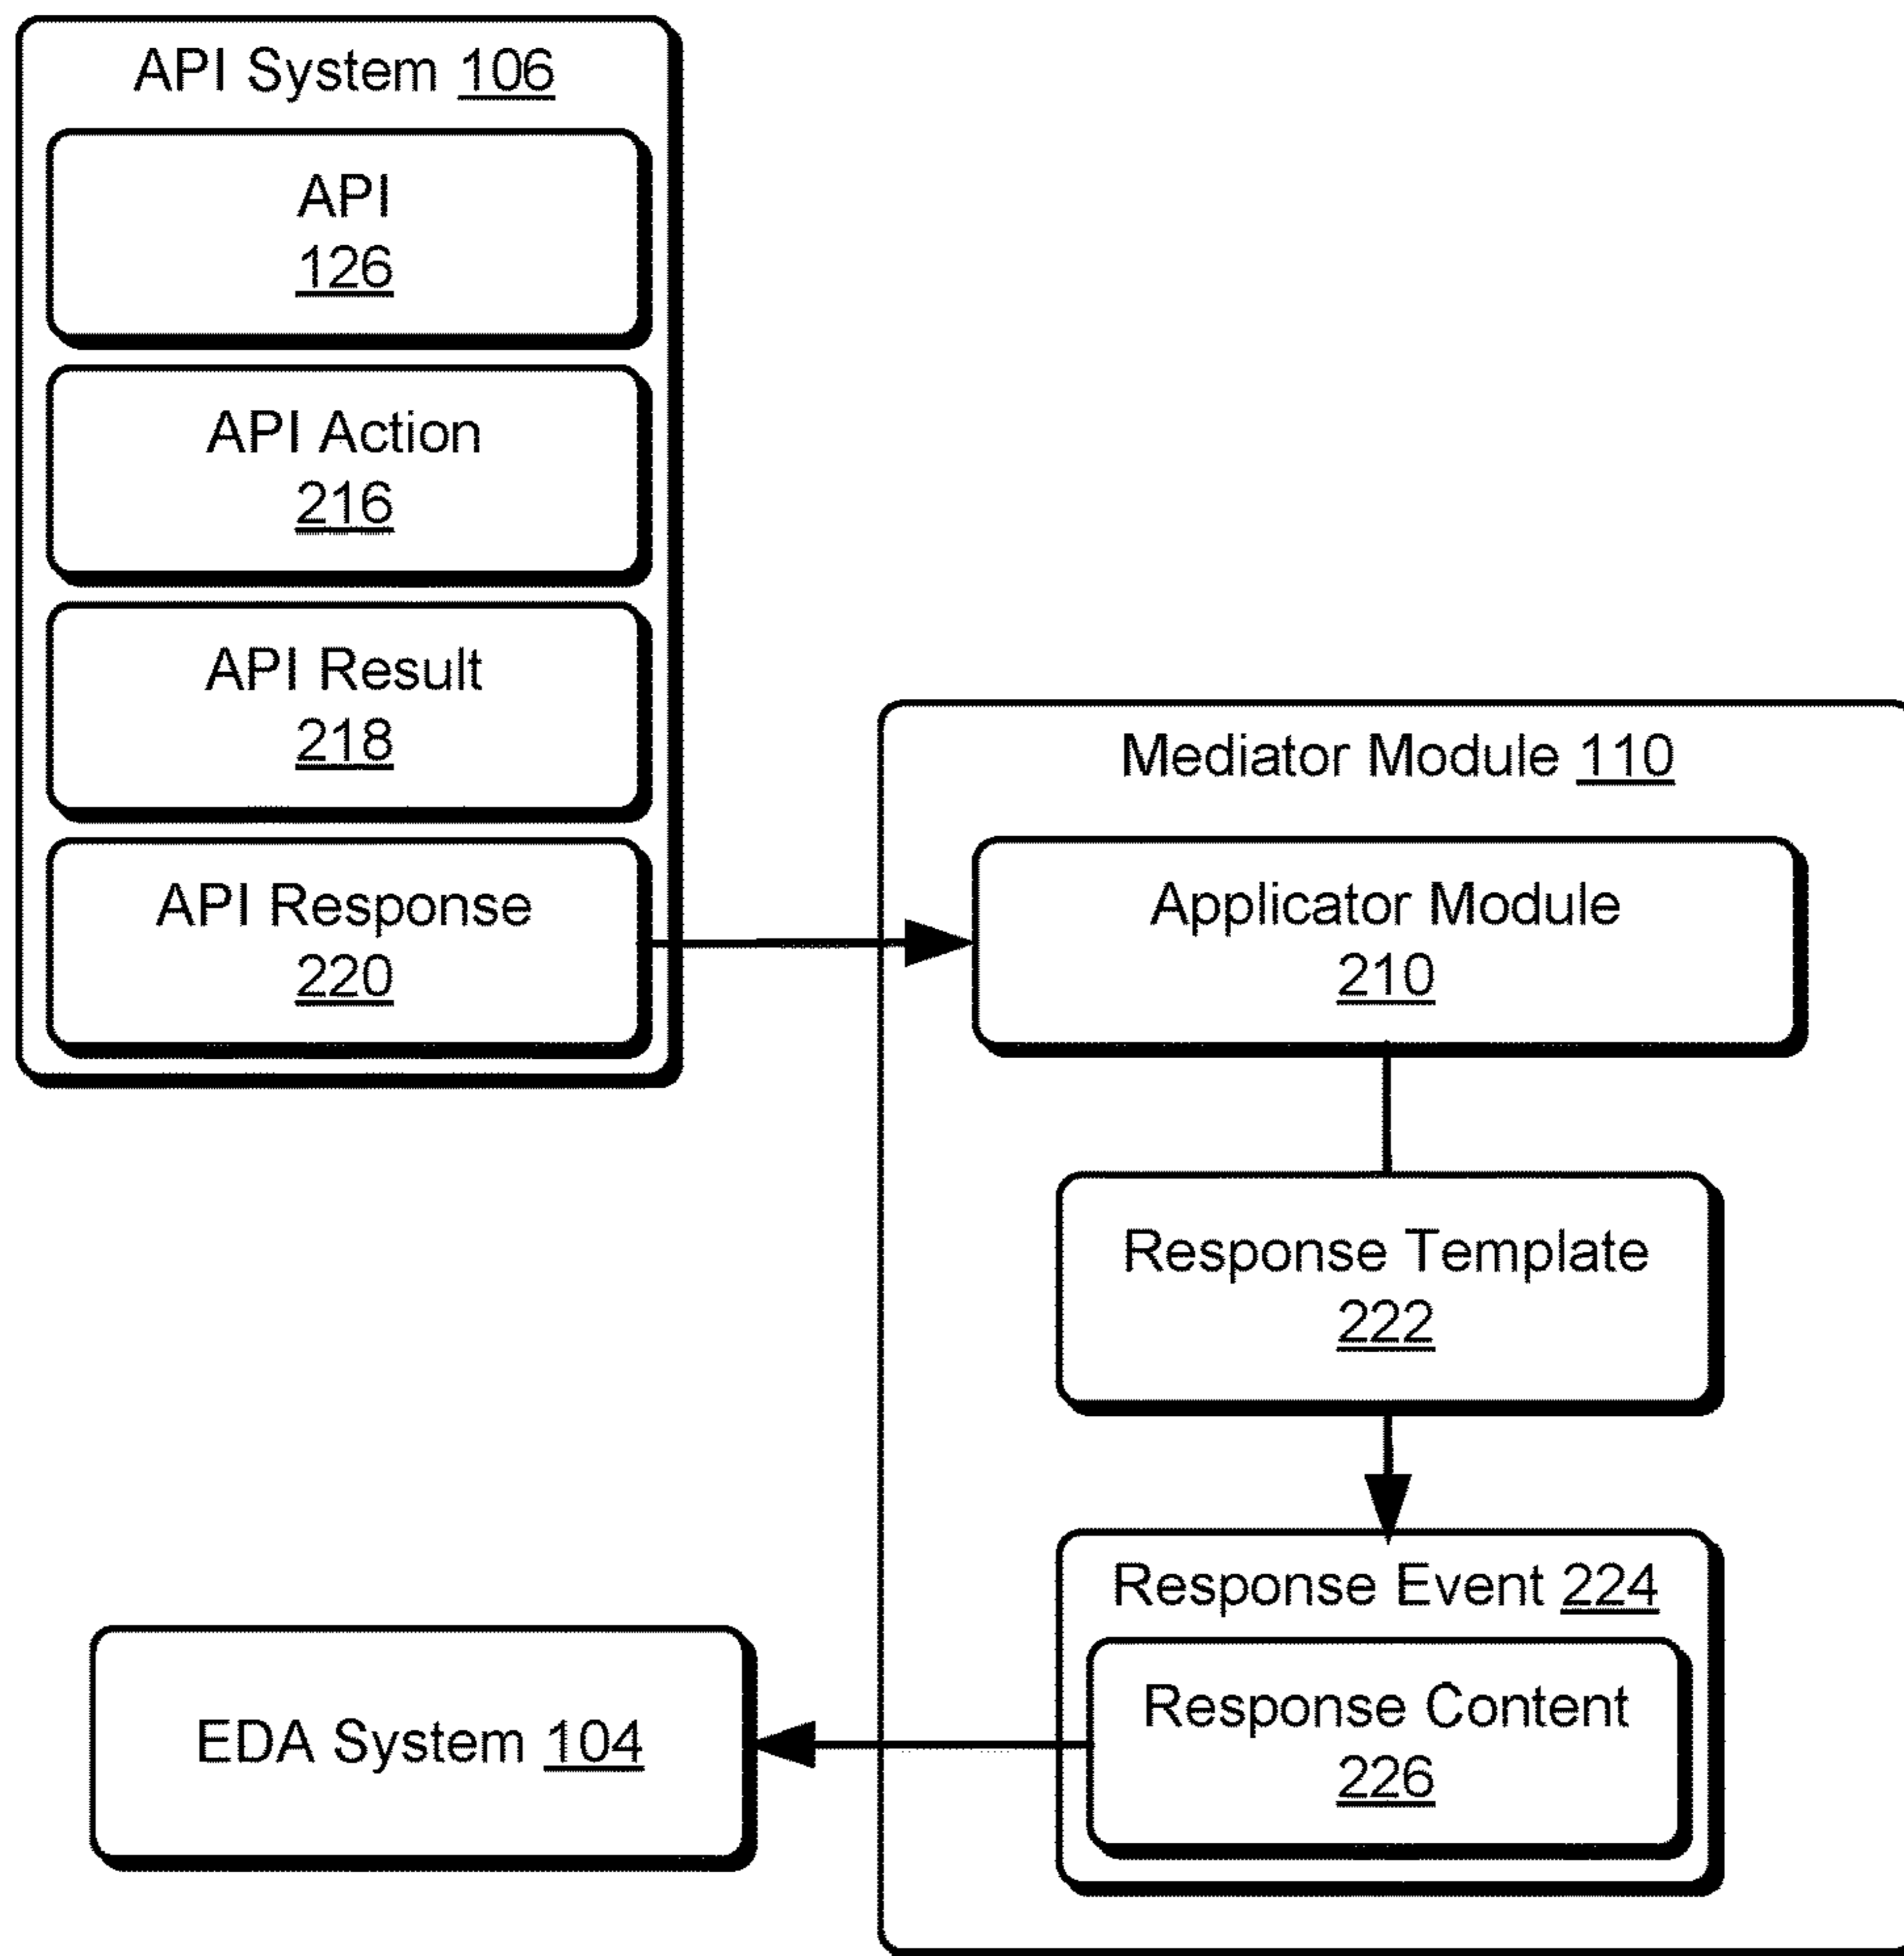 API System 106
API
126
API Action
216
API Result
218
API Response
220
Mediator Module 110
Applicator Module
210
Response Template
222
Response Event 224
Response Content
226
EDA System 104